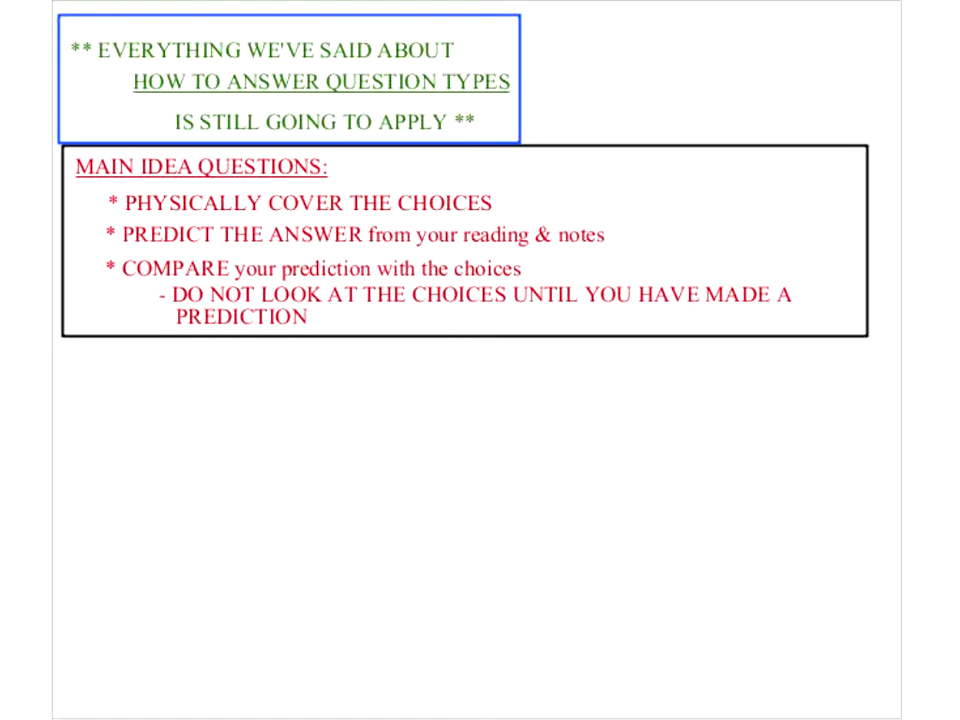 ** EVERYTHING WE'VE SAID ABOUT
HOW TO ANSWER QUESTION TYPES
IS STILL GOING TO APPLY **
MAIN IDEA QUESTIONS:
* PHYSICALLY COVER THE CHOICES
* PREDICT THE ANSWER from your reading & notes
* COMPARE your prediction with the choices
- DO NOT LOOK AT THE CHOICES UNTIL YOU HAVE MADE A
PREDICTION